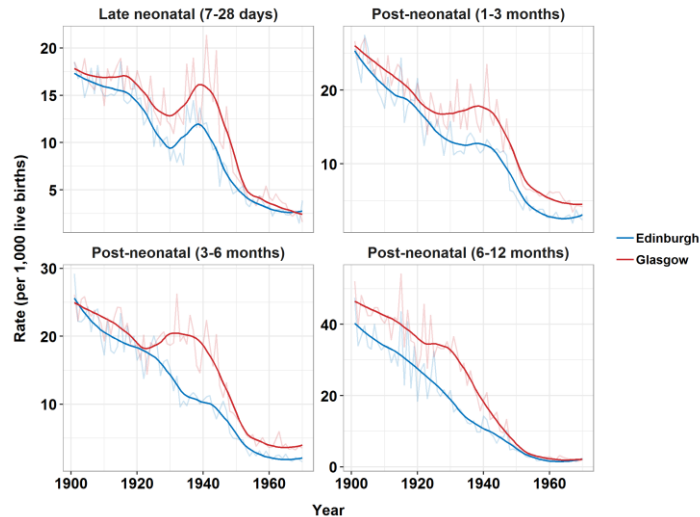 Late neonatal (7-28 days)
Post-neonatal (1-3 months)
20
15
10
5
20
10
Post-neonatal (3-6 months)
Post-neonatal (6-12 months)
30
20
10
40
20
0
1900
1920
1940
1960
1900
1920
1940
1960
Rate (per 1,000 live births)
Year
Edinburgh
Glasgow